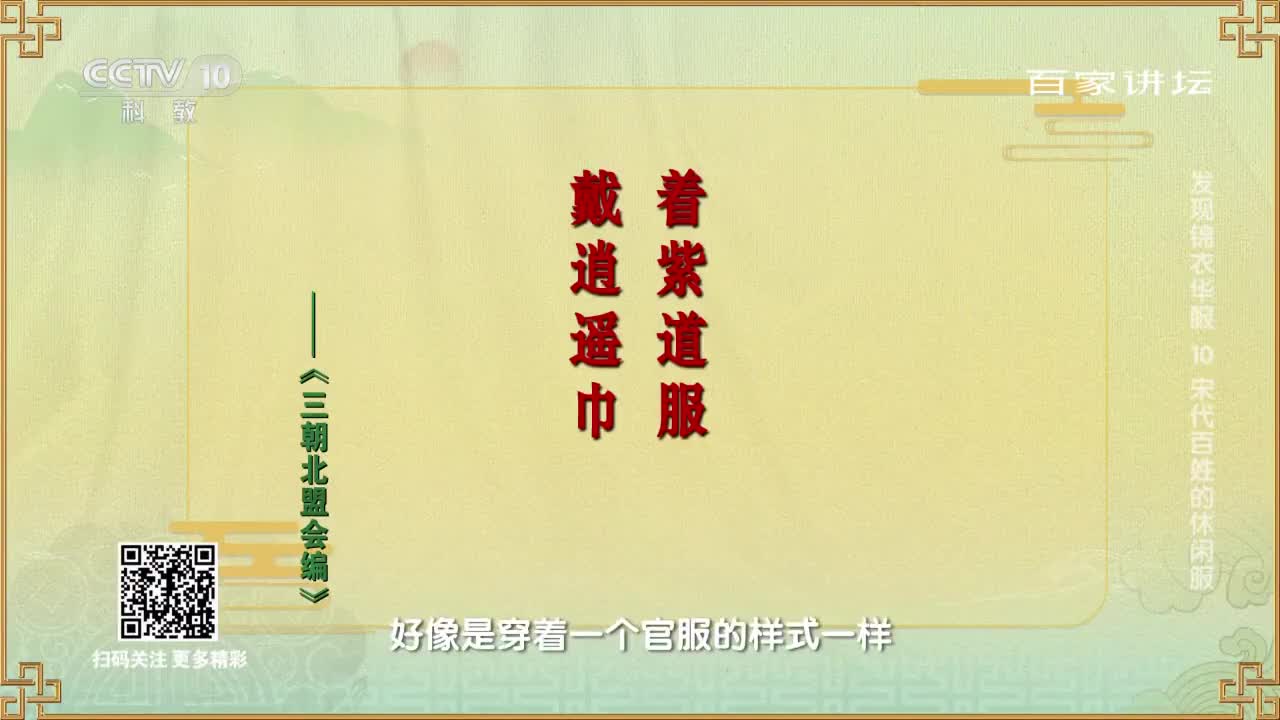 CCTV 10
科教
百家讲坛
着紫道服
戴逍遥巾
——《三朝北盟会编》
发现锦衣华服 10 宋代百姓的休闲服
好像是穿着一个官服的样式一样
扫码关注 更多精彩